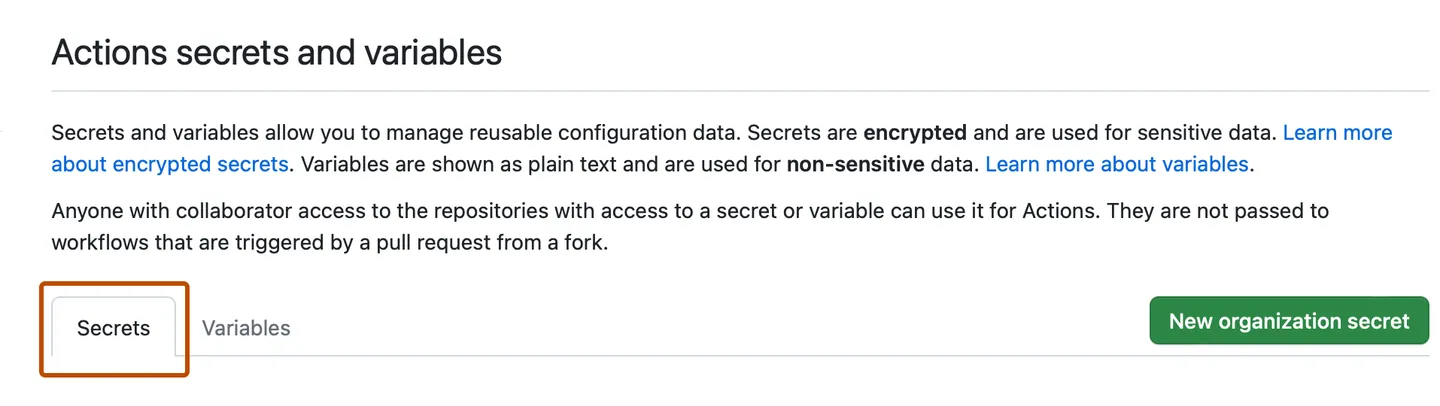 Actions secrets and variables
Secrets and variables allow you to manage reusable configuration data. Secrets are encrypted and are used for sensitive data. Learn more
about encrypted secrets. Variables are shown as plain text and are used for non-sensitive data. Learn more about variables.
Anyone with collaborator access to the repositories with access to a secret or variable can use it for Actions. They are not passed to
workflows that are triggered by a pull request from a fork.
Secrets Variables New organization secret